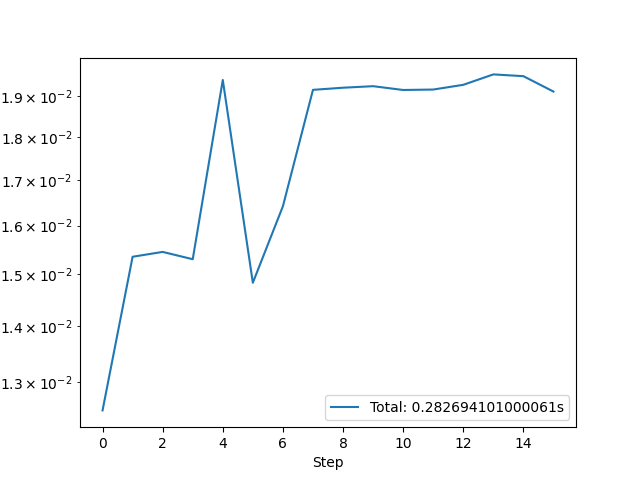 1.9 × 10⁻²
1.8 × 10⁻²
1.7 × 10⁻²
1.6 × 10⁻²
1.5 × 10⁻²
1.4 × 10⁻²
1.3 × 10⁻²
Total: 0.282694101000061s
0 2 4 6 8 10 12 14
Step